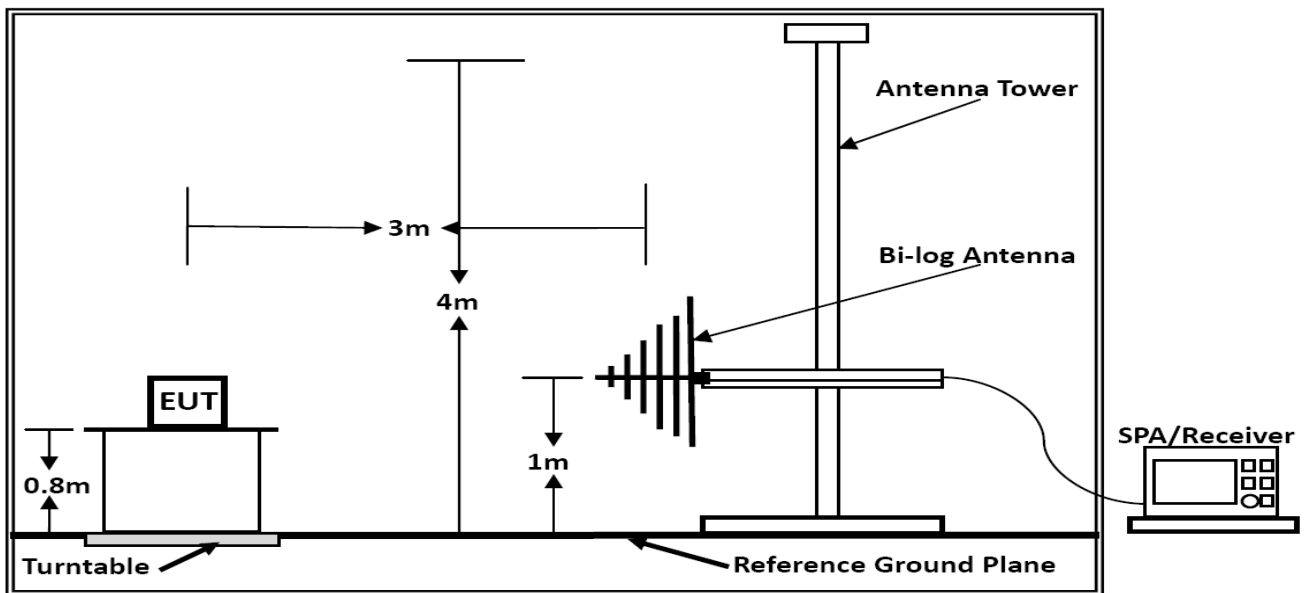 Antenna Tower
3m
Bi-log Antenna
4m
EUT
SPA/Receiver
1m
0.8m
Turntable
Reference Ground Plane